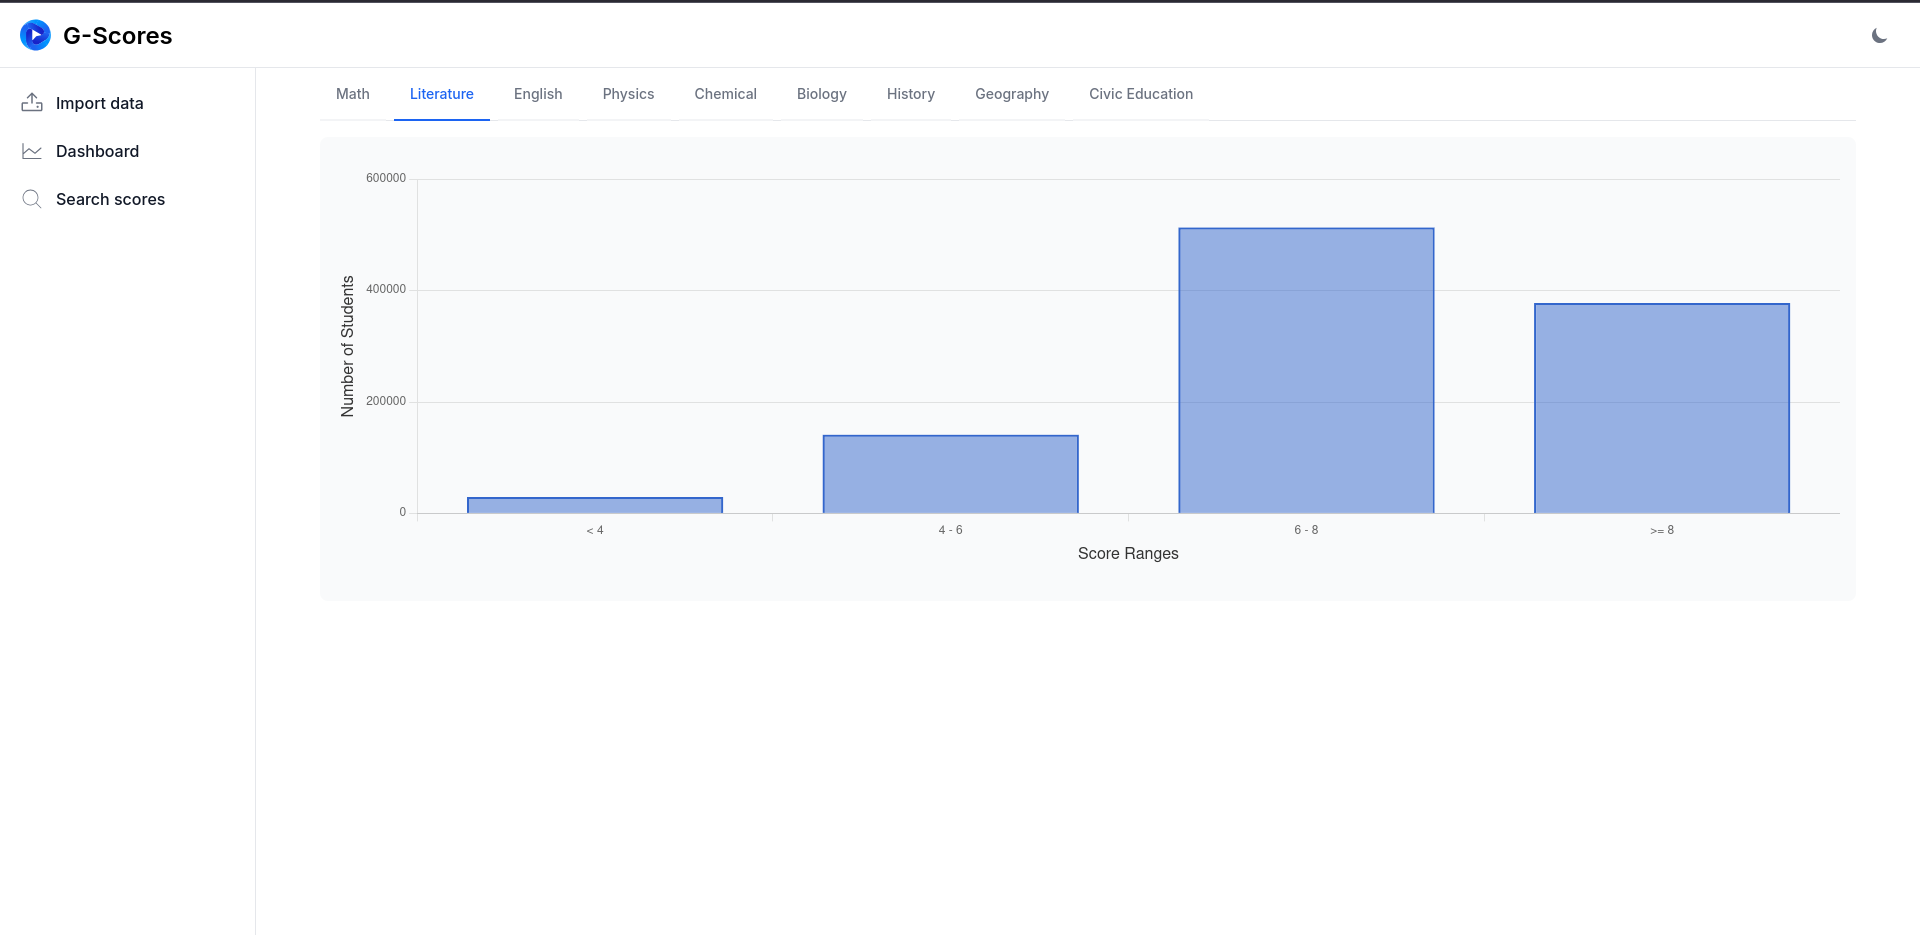 G-Scores
Import data
Dashboard
Search scores
Math Literature English Physics Chemical Biology History Geography Civic Education
Number of Students
600000
400000
200000
0
< 4 4 - 6 6 - 8 >= 8
Score Ranges